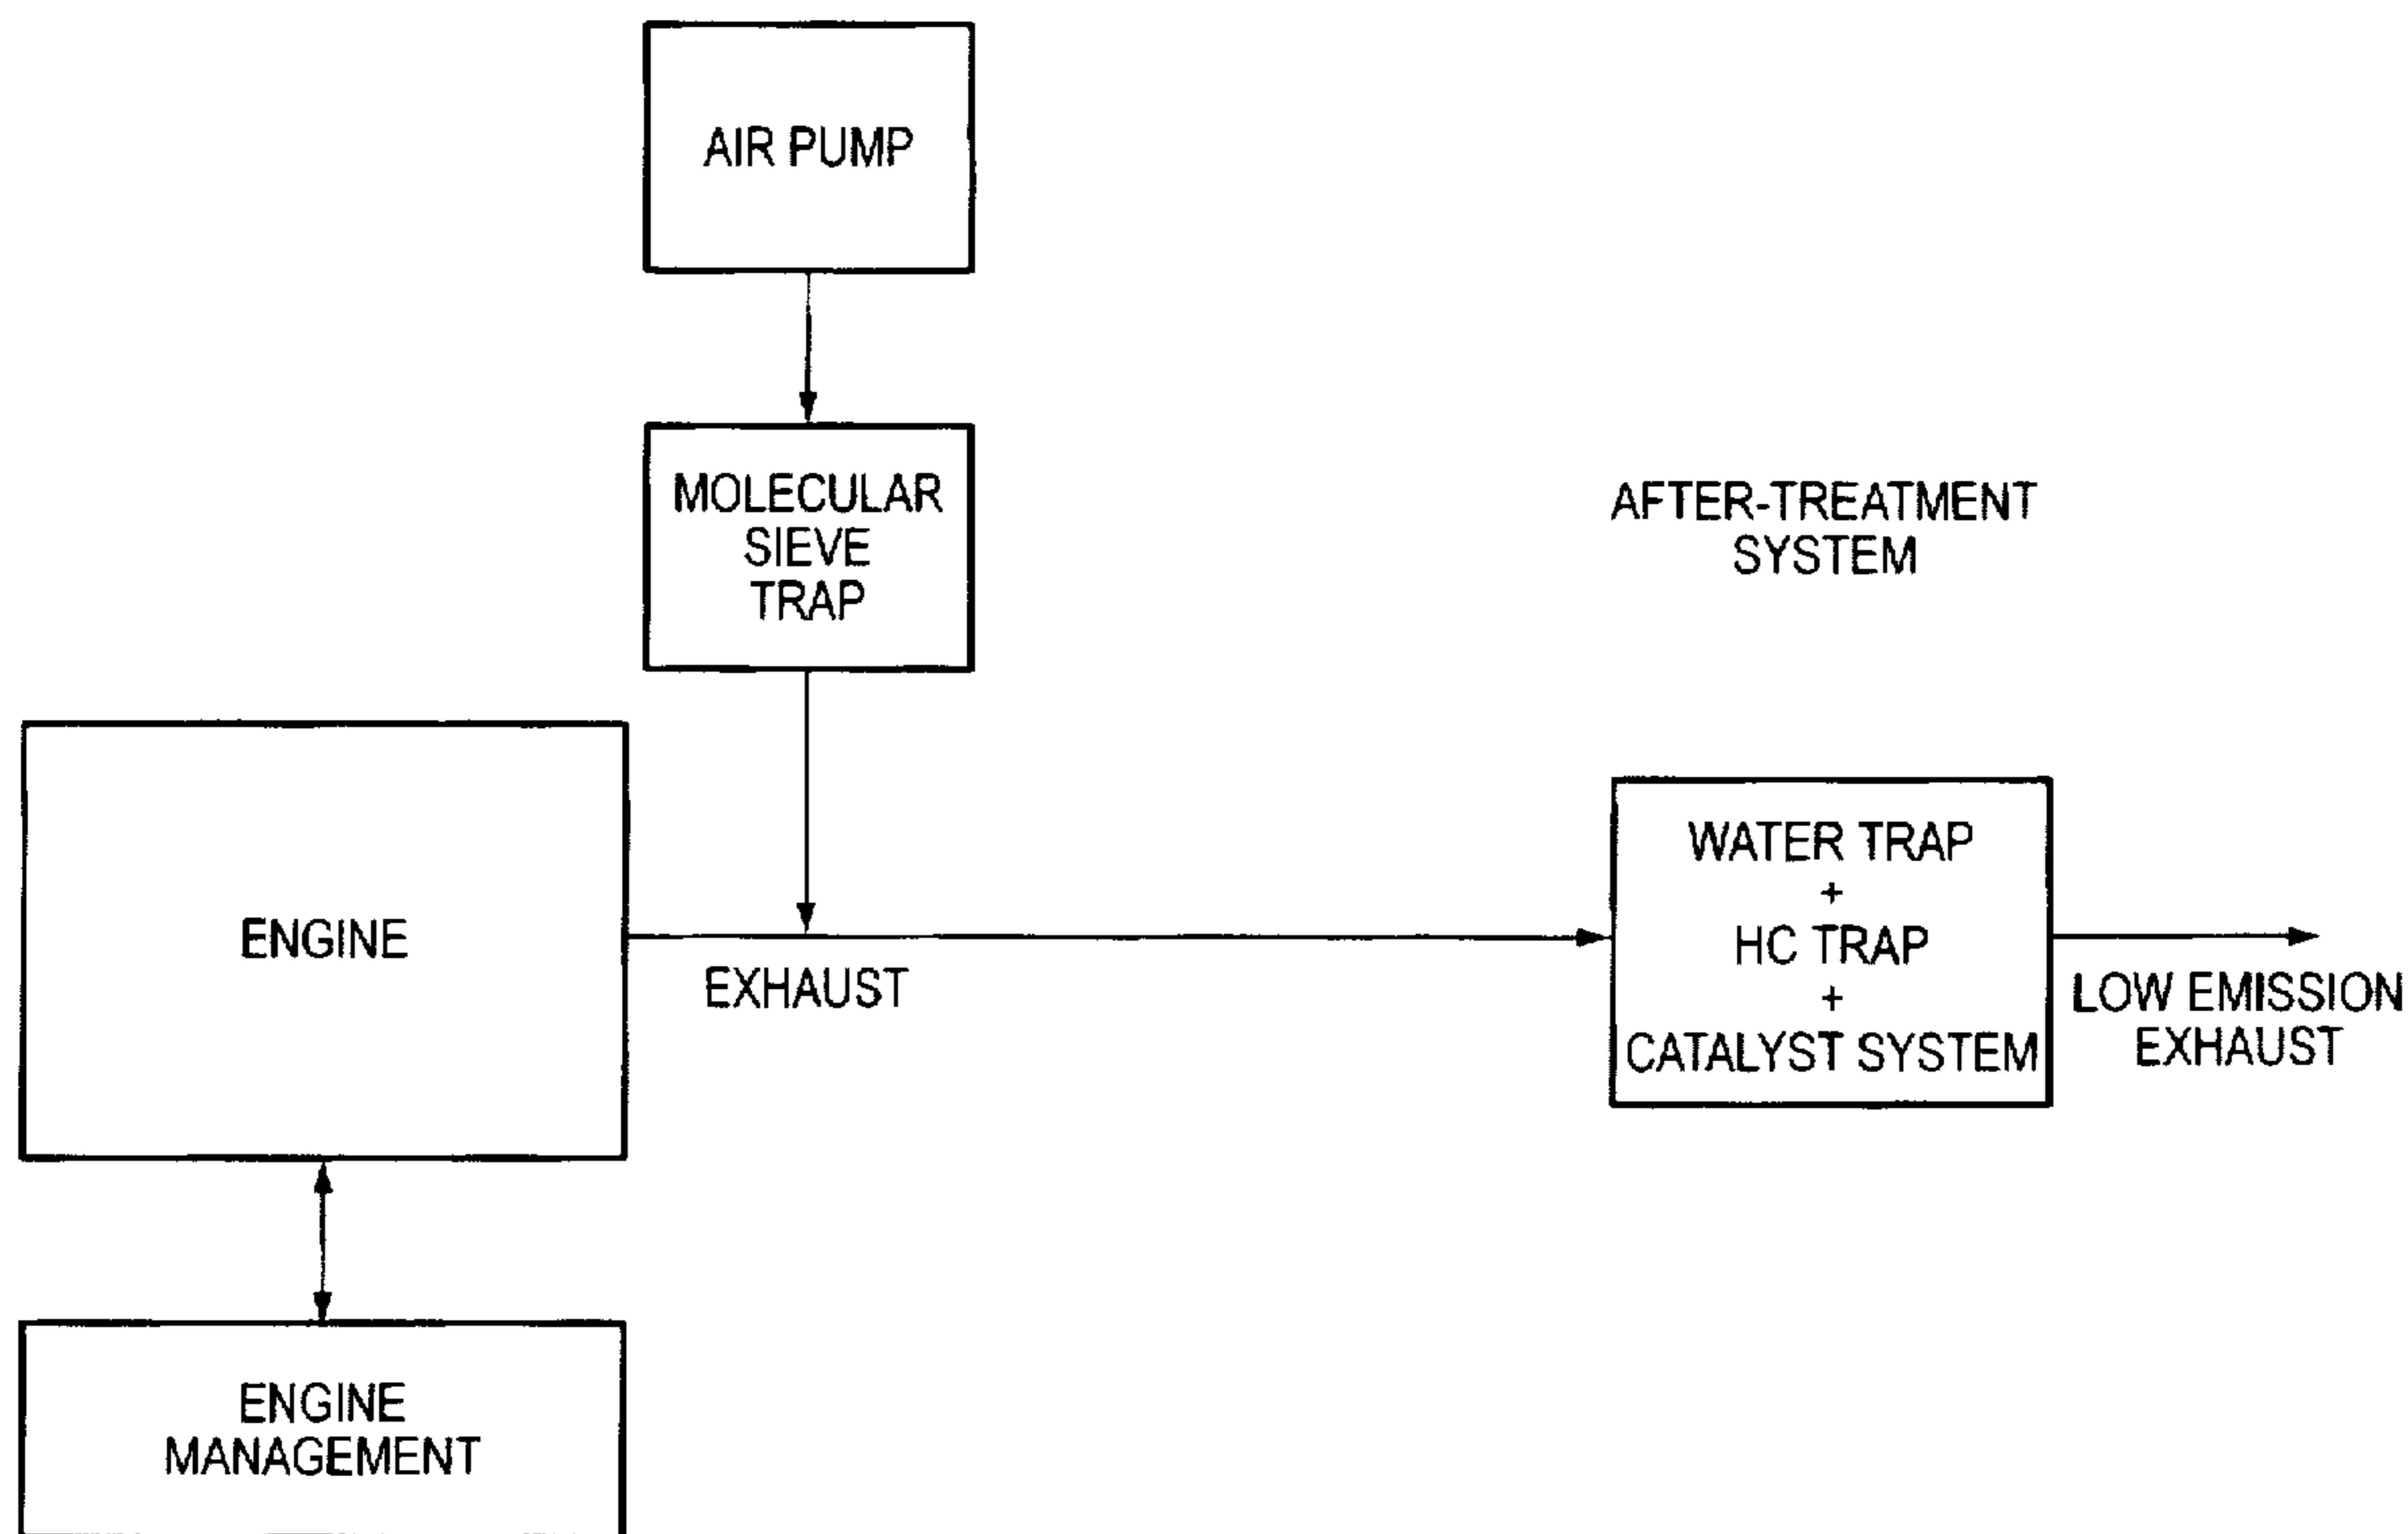 AIR PUMP
MOLECULAR
SIEVE
TRAP
AFTER-TREATMENT
SYSTEM
ENGINE
EXHAUST
WATER TRAP
+
HC TRAP
+
CATALYST SYSTEM
LOW EMISSION
EXHAUST
ENGINE
MANAGEMENT